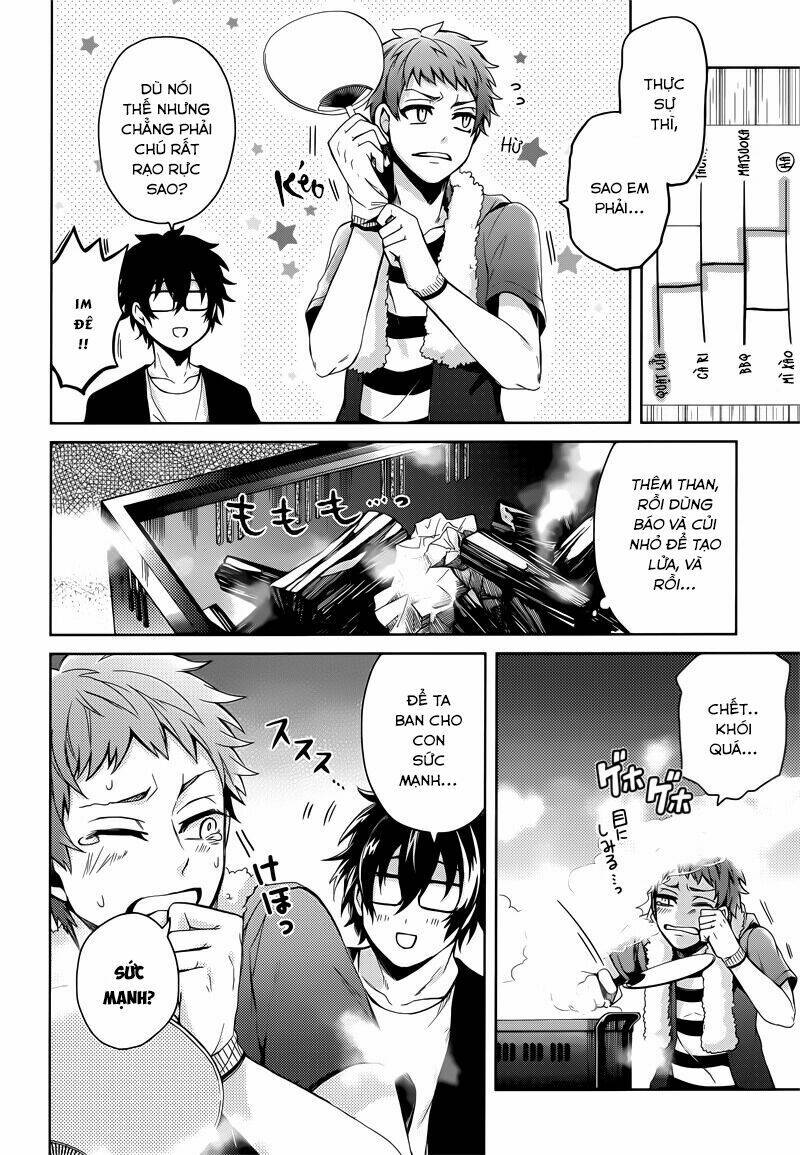 THỰC
SỰ
THÌ,
SAO EM
PHẢI...
MATSUOKA
QUẠT LỬA
CÀ RI
BBQ
MÌ XÀO
HỪ
KÉO
DÙ NÓI
THẾ NHƯNG
CHẲNG PHẢI
CHÚ RẤT
RẠO RỰC
SAO?
IM
ĐÊ
!!
THÊM THAN,
RỒI DÙNG
BÁO VÀ CỦI
NHỎ ĐỂ TẠO
LỬA, VÀ
RỒI...
ももも...っ
CHẾT..
KHÓI
QUÁ...
ゲホ
ゲホ
目に
しみる...っ
ĐỂ TA
BAN CHO
CON
SỨC
MẠNH...
ススス...
けほっ
SỨC
MẠNH?